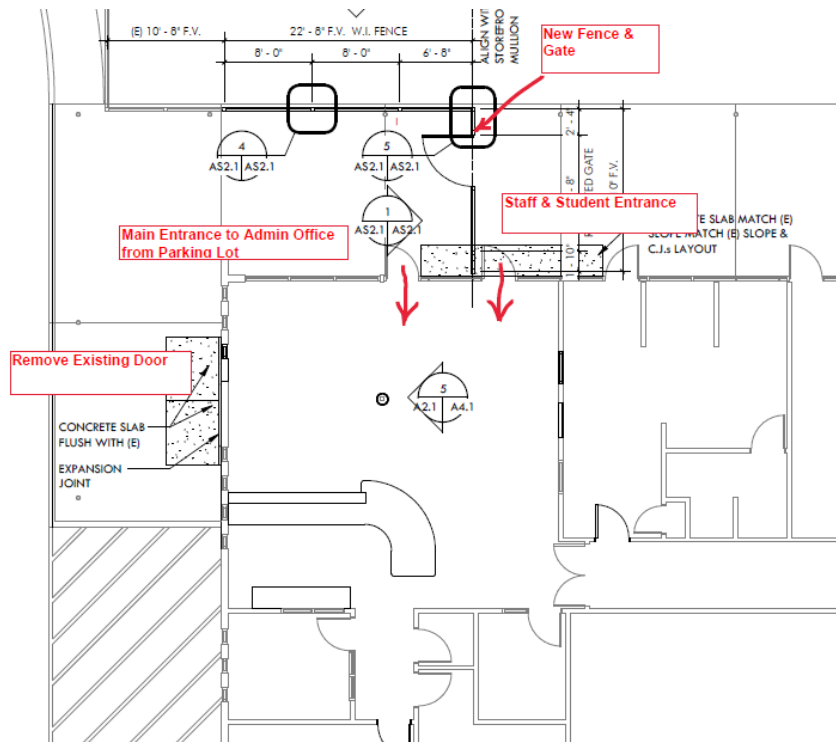 (E) 10' - 8" F.V.
22' - 8" F.V. W.I. FENCE
8' - 0"
8' - 0"
6' - 8"
ALIGN WI
STOREFRO
MULLION
New Fence &
Gate
2' - 4"
4
AS2.1 AS2.1
5
AS2.1 AS2.1
1
AS2.1 AS2.1
ED GATE
8"
0" F.V.
1' - 10"
Staff & Student Entrance
TE SLAB MATCH (E)
SLOPE MATCH (E) SLOPE &
C.J.s LAYOUT
Main Entrance to Admin Office
from Parking Lot
Remove Existing Door
CONCRETE SLAB
FLUSH WITH (E)
EXPANSION
JOINT
5
A2.1 A4.1